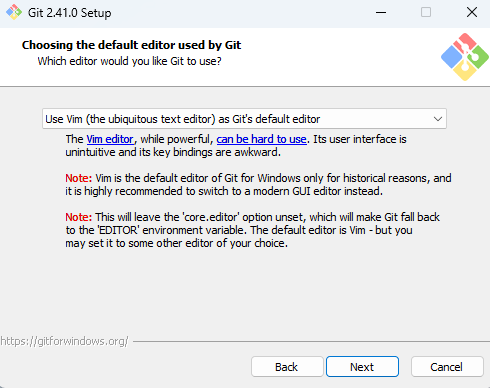 Git 2.41.0 Setup
Choosing the default editor used by Git
Which editor would you like Git to use?
Use Vim (the ubiquitous text editor) as Git's default editor
The Vim editor, while powerful, can be hard to use. Its user interface is
unintuitive and its key bindings are awkward.
Note: Vim is the default editor of Git for Windows only for historical reasons, and
it is highly recommended to switch to a modern GUI editor instead.
Note: This will leave the 'core.editor' option unset, which will make Git fall back
to the 'EDITOR' environment variable. The default editor is Vim - but you
may set it to some other editor of your choice.
https://gitforwindows.org/
Back Next Cancel